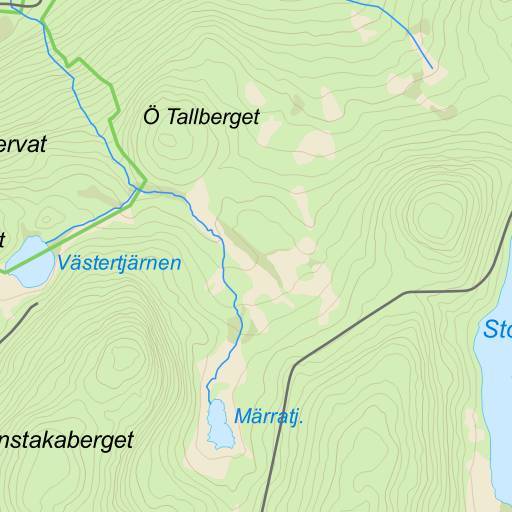 Ö Tallberget
ervat
t
Västertjärnen
Sto
Märratj.
nstakaberget